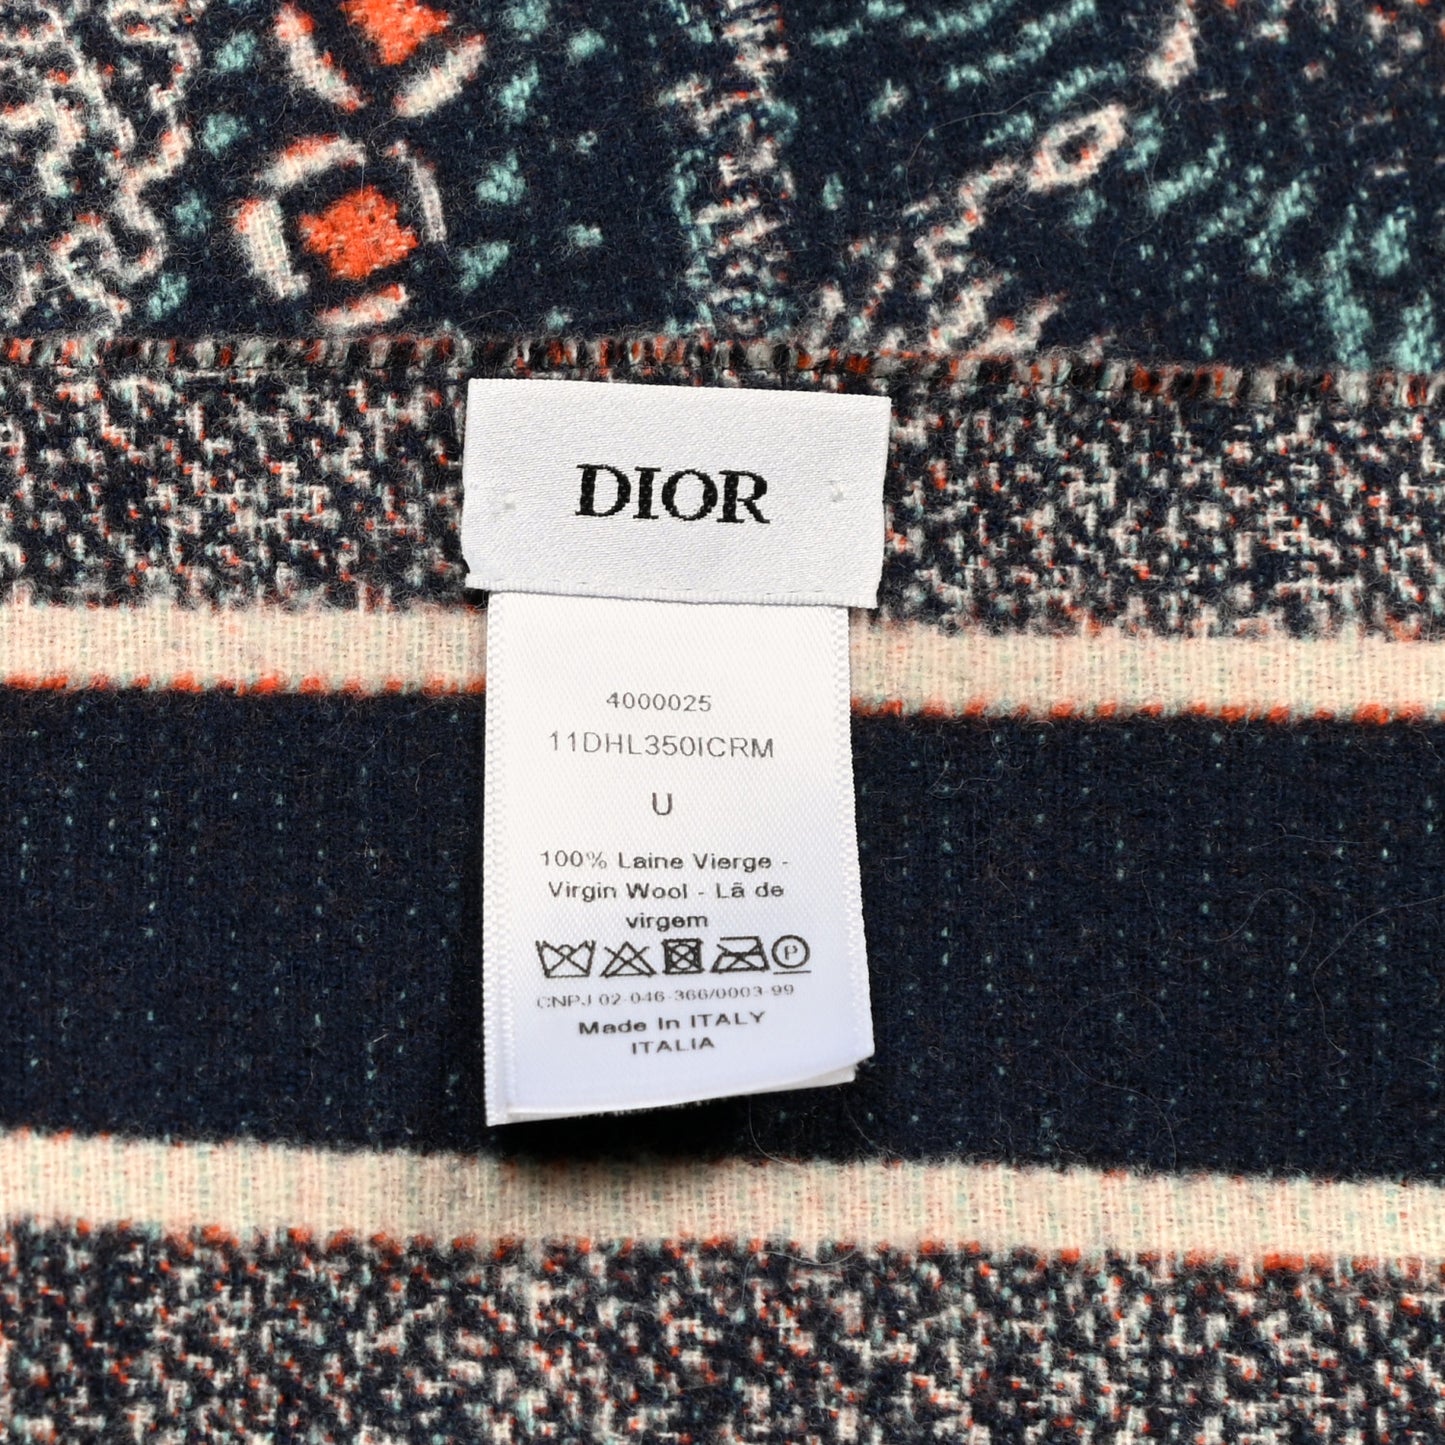 DIOR
4000025
11DHL350ICRM
U
100% Laine Vierge -
Virgin Wool - Lã de
virgem
P
CNPJ 02-046-366/0003-99
Made In ITALY
ITALIA